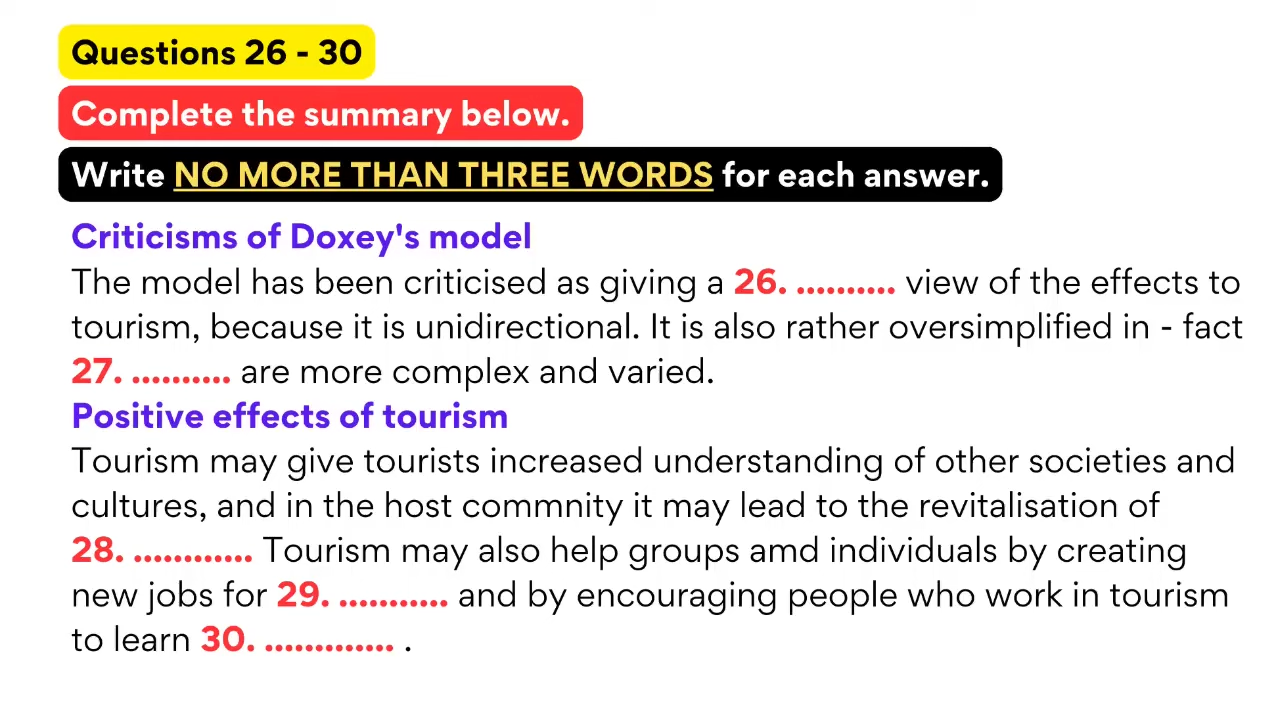 Questions 26 - 30
Complete the summary below.
Write NO MORE THAN THREE WORDS for each answer.
Criticisms of Doxey's model
The model has been criticised as giving a 26. .......... view of the effects to
tourism, because it is unidirectional. It is also rather oversimplified in - fact
27. .......... are more complex and varied.
Positive effects of tourism
Tourism may give tourists increased understanding of other societies and
cultures, and in the host commnity it may lead to the revitalisation of
28. ............ Tourism may also help groups amd individuals by creating
new jobs for 29. ........... and by encouraging people who work in tourism
to learn 30. ............. .